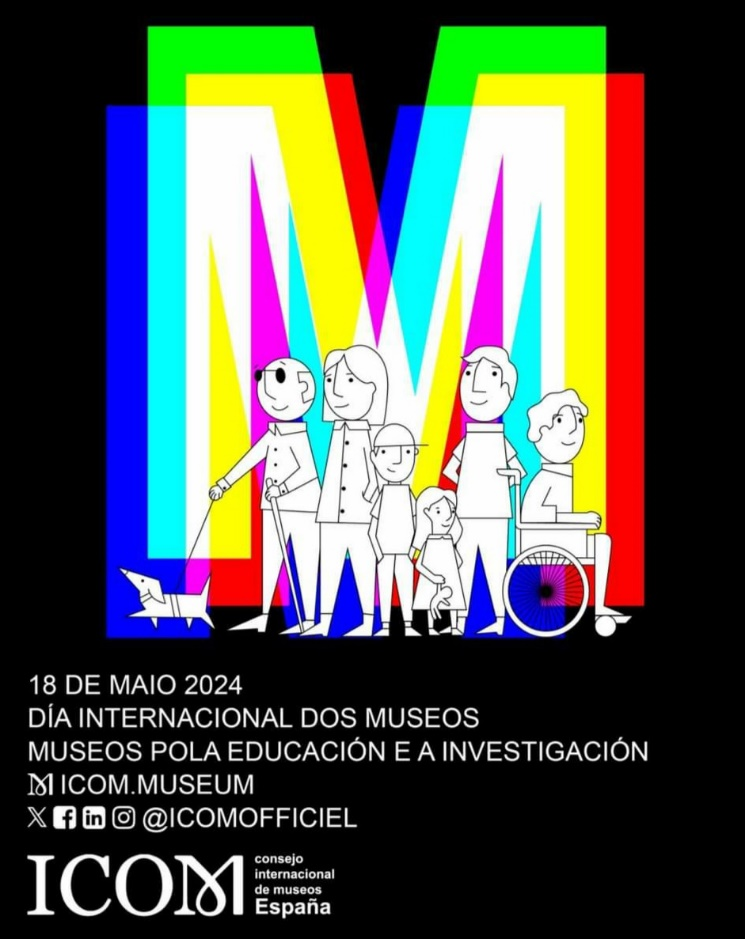 M
18 DE MAIO 2024
DÍA INTERNACIONAL DOS MUSEOS
MUSEOS POLA EDUCACIÓN E A INVESTIGACIÓN
M ICOM.MUSEUM
@ICOMOFFICIEL
ICOM
consejo
internacional
de museos
España